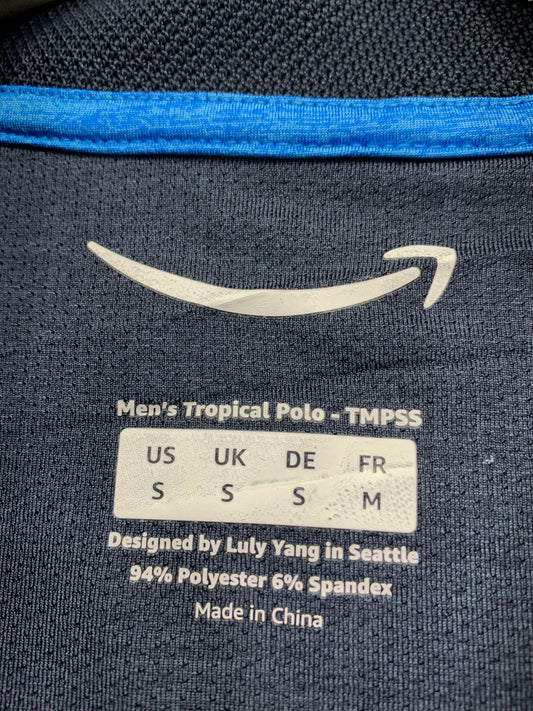 Men's Tropical Polo - TMPSS
US UK DE FR
S S S M
Designed by Luly Yang in Seattle
94% Polyester 6% Spandex
Made in China